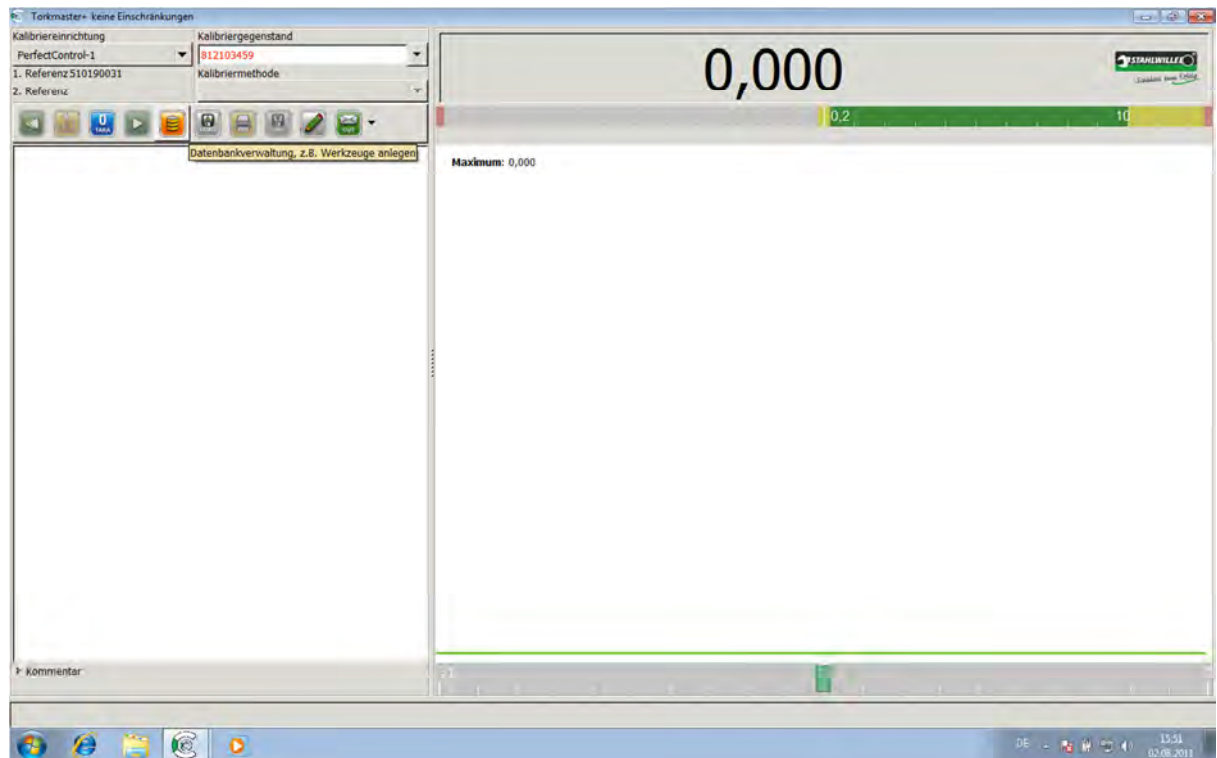 Torkmaster+ keine Einschränkungen
Kalibriereinrichtung
Kalibriergegenstand
PerfectControl-1
812103459
1. Referenz 510190031
Kalibriermethode
2. Referenz
0
TARA
Datenbankverwaltung, z.B. Werkzeuge anlegen
0,000
STAHLWILLE
0,2
10
Maximum: 0,000
Kommentar
DE
15:51
02.08.2011